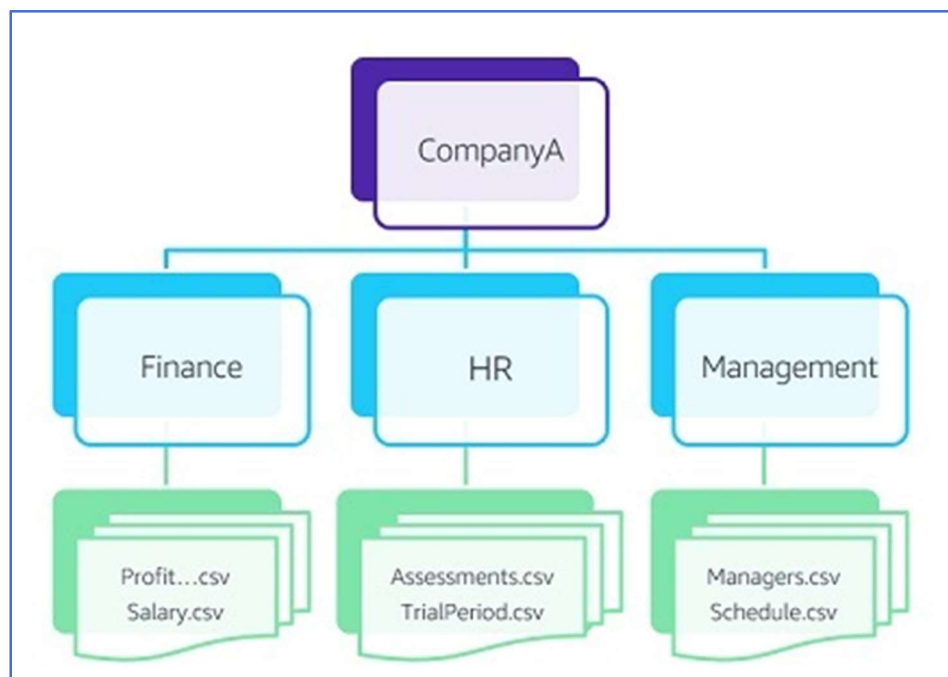 CompanyA
Finance
HR
Management
Profit...csv
Salary.csv
Assessments.csv
TrialPeriod.csv
Managers.csv
Schedule.csv